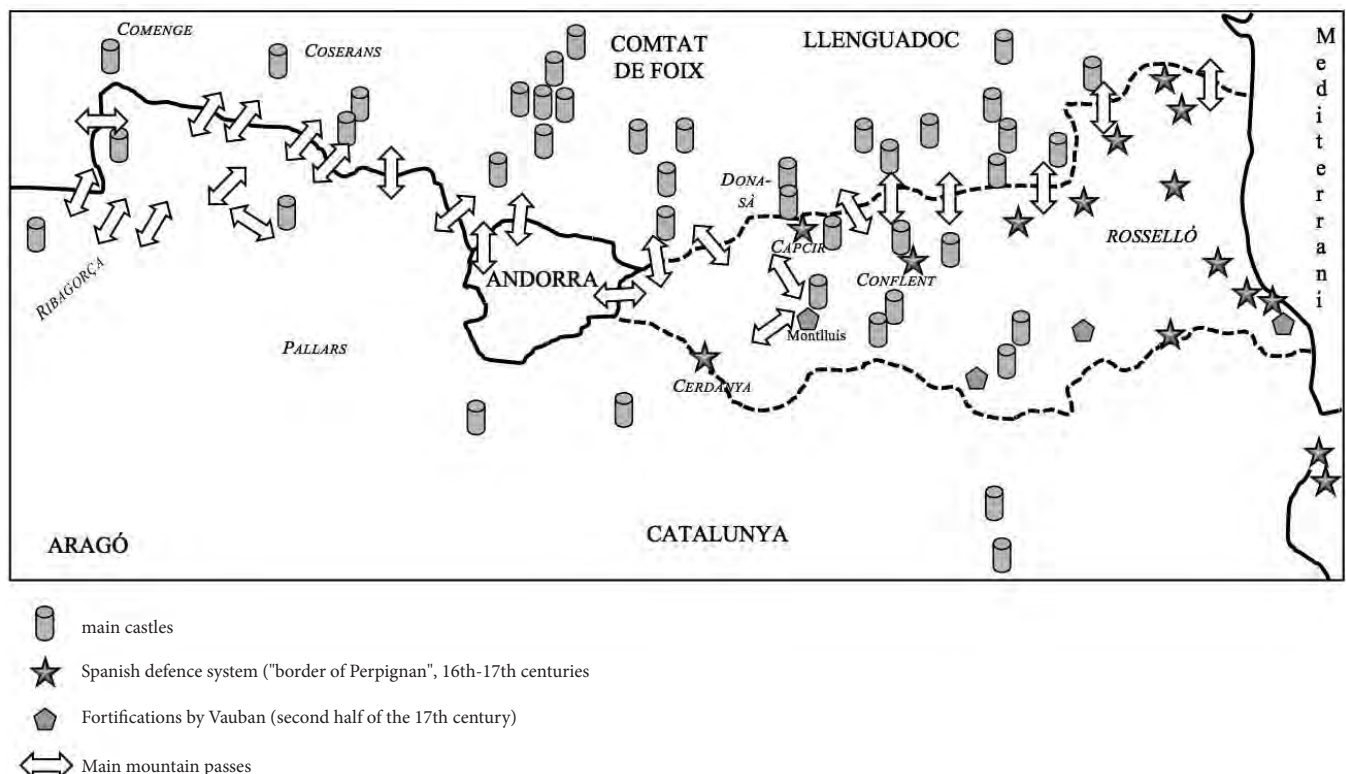 COMENGE
COSERANS
COMTAT
DE FOIX
LLENGUADOC
Mediterrani
DONA-
SÀ
RIBAGORÇA
ANDORRA
CAPCIR
CONFLENT
ROSSELLÓ
PALLARS
Montlluis
CERDANYA
ARAGÓ
CATALUNYA
main castles
Spanish defence system ("border of Perpignan", 16th-17th centuries
Fortifications by Vauban (second half of the 17th century)
Main mountain passes